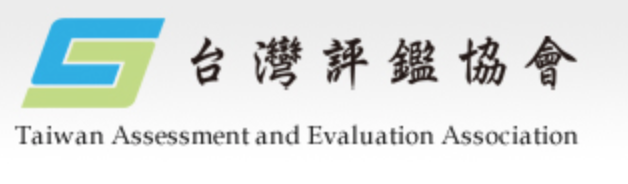 台灣評鑑協會
Taiwan Assessment and Evaluation Association